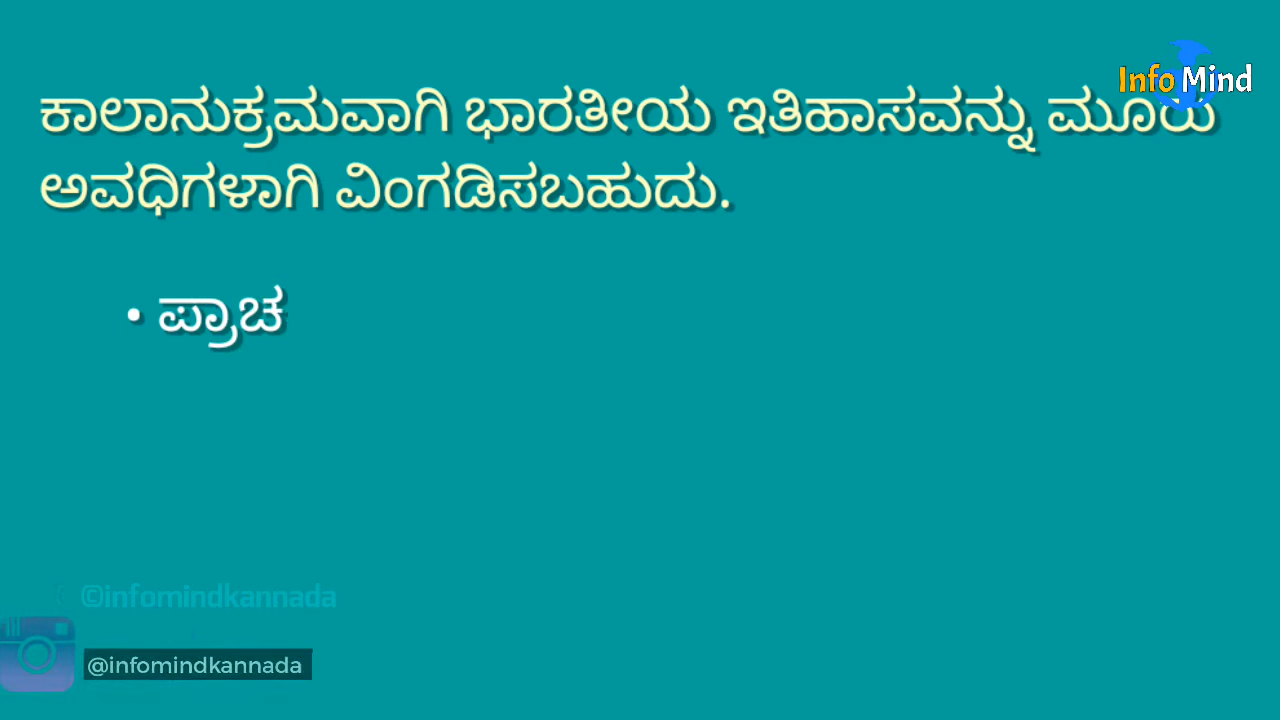 Info Mind
ಕಾಲಾನುಕ್ರಮವಾಗಿ ಭಾರತೀಯ ಇತಿಹಾಸವನ್ನು ಮೂರು
ಅವಧಿಗಳಾಗಿ ವಿಂಗಡಿಸಬಹುದು.
• ಪ್ರಾಚ
©infomindkannada
@infomindkannada